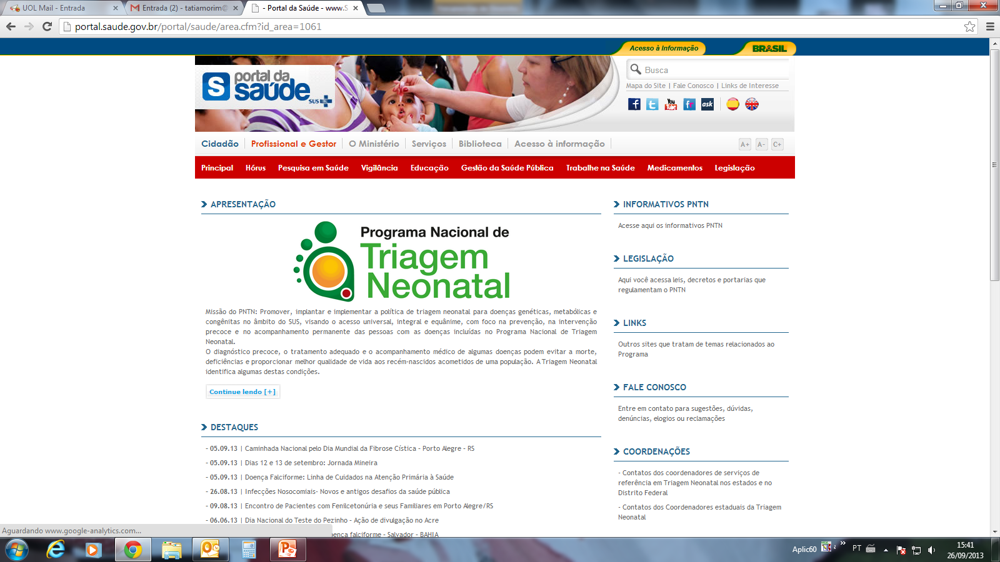 UOL Mail - Entrada
Entrada (2) - tatiamorim@
- Portal da Saúde - www.S
portal.saude.gov.br/portal/saude/area.cfm?id_area=1061
Acesso à Informação
BRASIL
portal da
saúde
SUS
Busca
Mapa do Site | Fale Conosco | Links de Interesse
f
t
You
Tube
f
ask
Cidadão
Profissional e Gestor
O Ministério
Serviços
Biblioteca
Acesso à informação
A+ A- C+
Principal
Hórus
Pesquisa em Saúde
Vigilância
Educação
Gestão da Saúde Pública
Trabalhe na Saúde
Medicamentos
Legislação
APRESENTAÇÃO
Programa Nacional de
Triagem
Neonatal
Missão do PNTN: Promover, implantar e implementar a política de triagem neonatal para doenças genéticas, metabólicas e
congênitas no âmbito do SUS, visando o acesso universal, integral e equânime, com foco na prevenção, na intervenção
precoce e no acompanhamento permanente das pessoas com as doenças incluídas no Programa Nacional de Triagem
Neonatal.
O diagnóstico precoce, o tratamento adequado e o acompanhamento médico de algumas doenças podem evitar a morte,
deficiências e proporcionar melhor qualidade de vida aos recém-nascidos acometidos de uma população. A Triagem Neonatal
identifica algumas destas condições.
Continue lendo [+]
DESTAQUES
- 05.09.13 | Caminhada Nacional pelo Dia Mundial da Fibrose Cística - Porto Alegre - RS
- 05.09.13 | Dias 12 e 13 de setembro: Jornada Mineira
- 05.09.13 | Doença Falciforme: Linha de Cuidados na Atenção Primária à Saúde
- 26.08.13 | Infecções Nosocomiais- Novos e antigos desafios da saúde pública
- 09.08.13 | Encontro de Pacientes com Fenilcetonúria e seus Familiares em Porto Alegre/RS
- 06.06.13 | Dia Nacional do Teste do Pezinho - Ação de divulgação no Acre
oença falciforme - Salvador - BAHIA
INFORMATIVOS PNTN
Acesse aqui os informativos PNTN
LEGISLAÇÃO
Aqui você acessa leis, decretos e portarias que
regulamentam o PNTN
LINKS
Outros sites que tratam de temas relacionados ao
Programa
FALE CONOSCO
Entre em contato para sugestões, dúvidas,
denúncias, elogios ou reclamações
COORDENAÇÕES
- Contatos dos coordenadores de serviços de
referência em Triagem Neonatal nos estados e no
Distrito Federal
- Contatos dos Coordenadores estaduais da Triagem
Neonatal
Aguardando www.google-analytics.com...
Aplic60
PT
15:41
26/09/2013